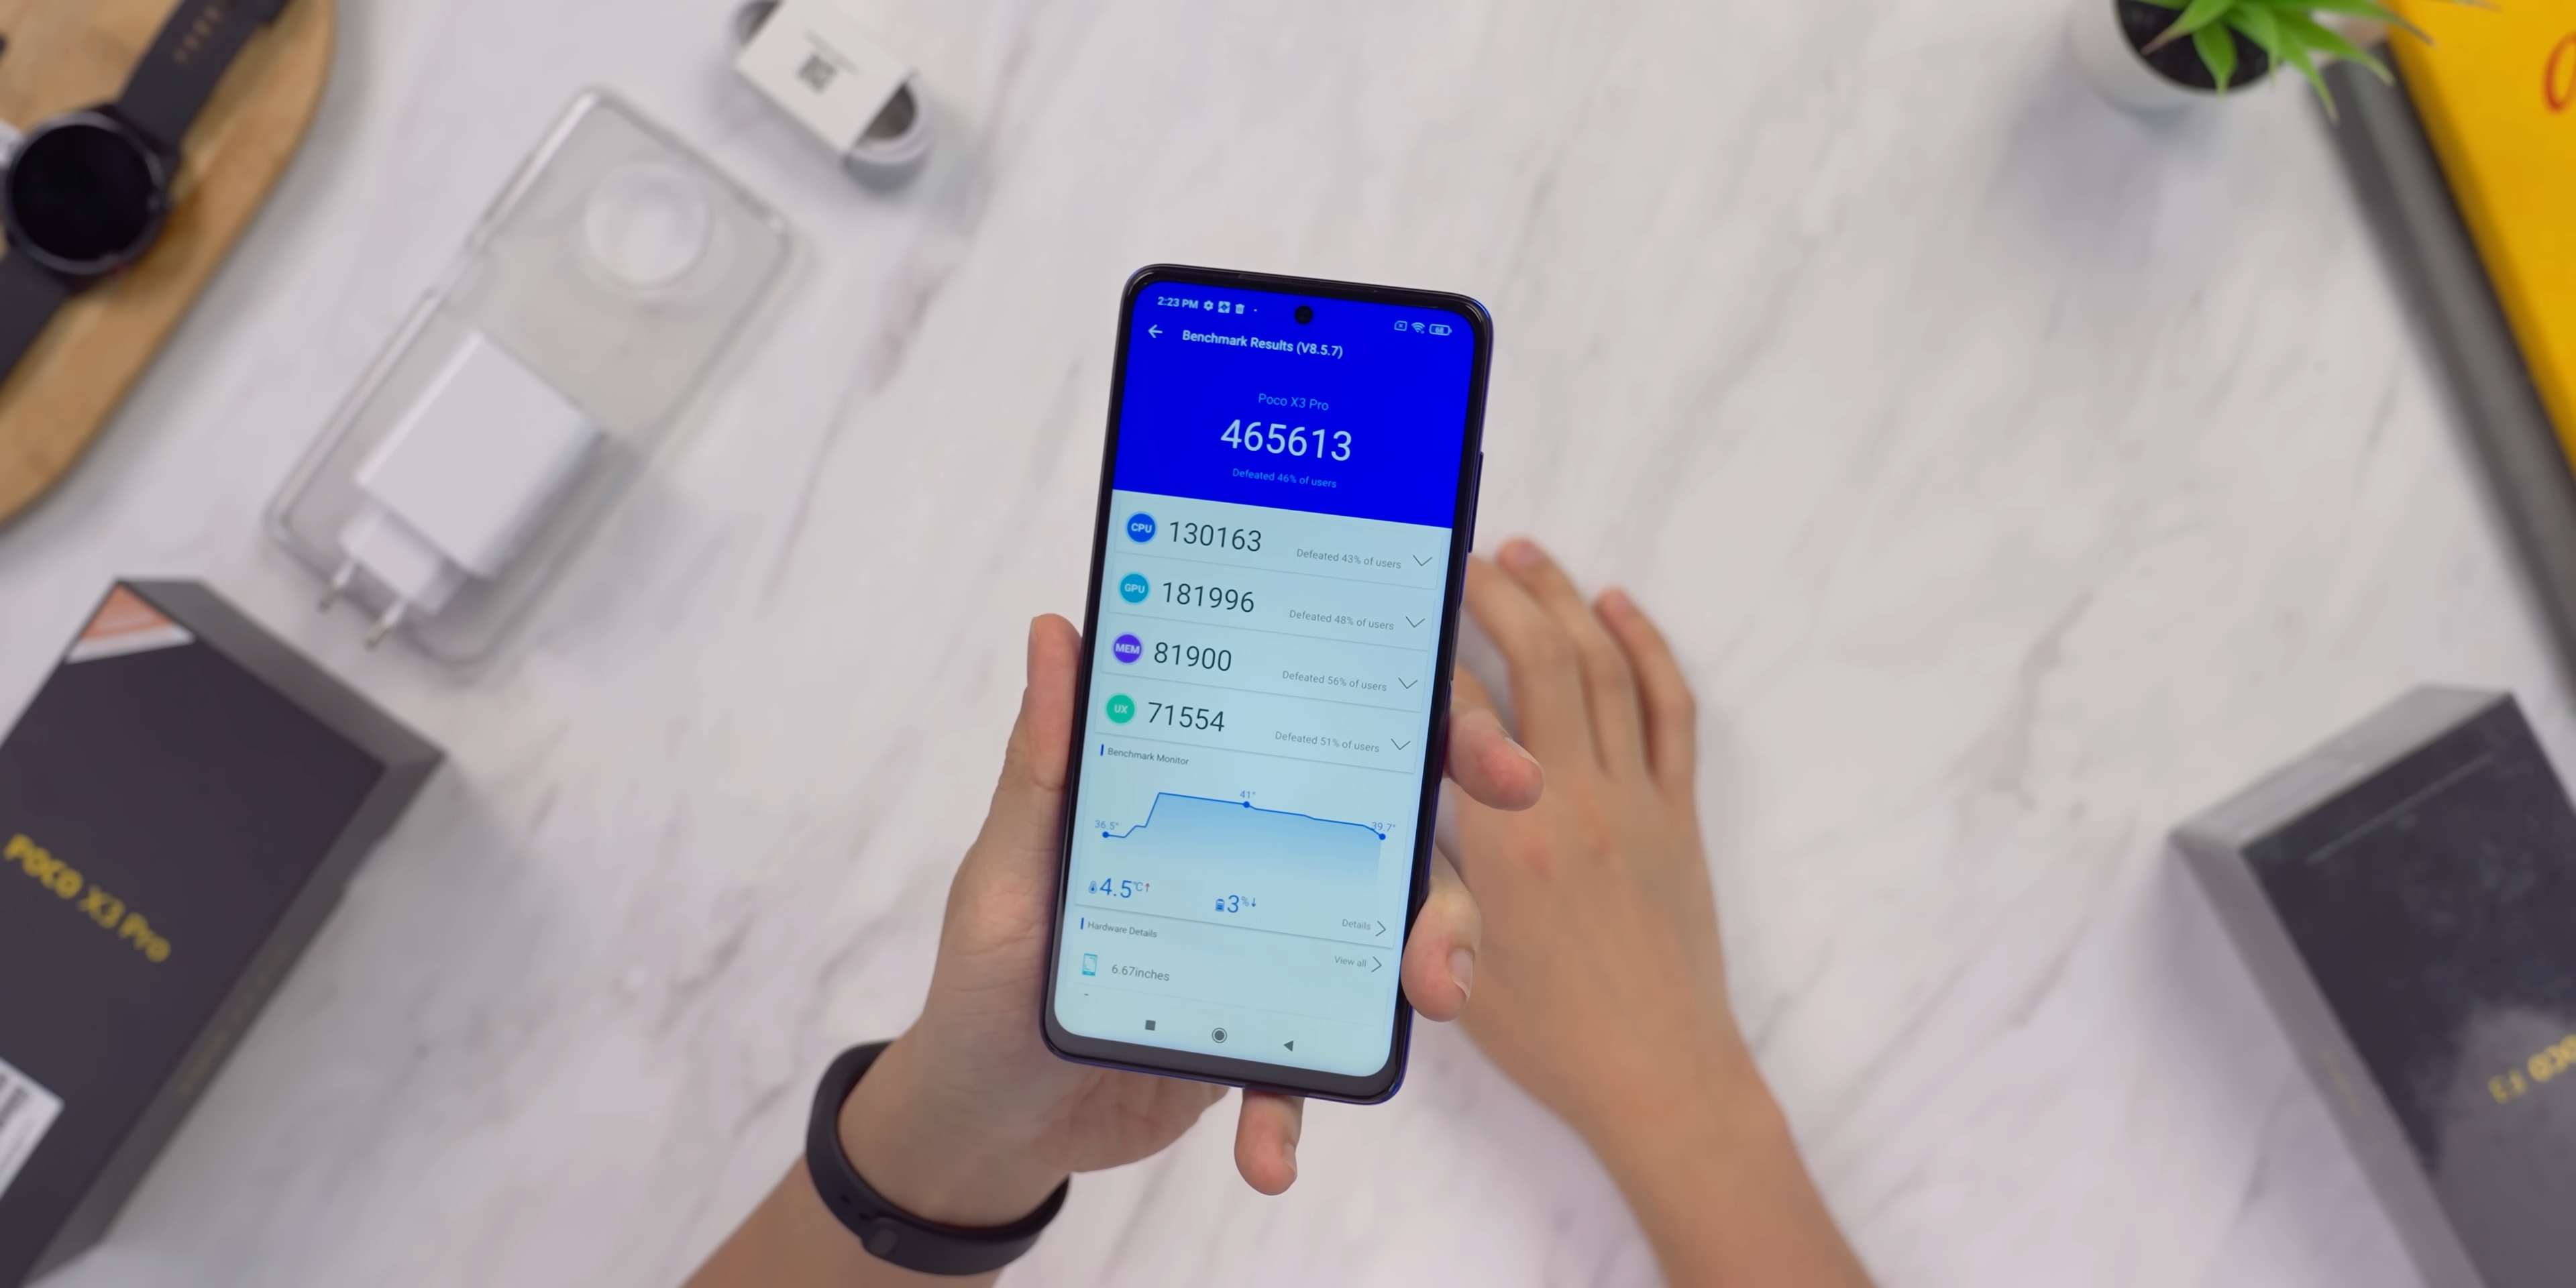 2:23 PM
Benchmark Results (V8.5.7)
Poco X3 Pro
465613
Defeated 46% of users
CPU 130163 Defeated 43% of users
GPU 181996 Defeated 48% of users
MEM 81900 Defeated 56% of users
UX 71554 Defeated 51% of users
Benchmark Monitor
36.5° 41° 39.7°
4.5°C↑ 3%↓ Details
Hardware Details
View all
6.67inches
POCO X3 Pro